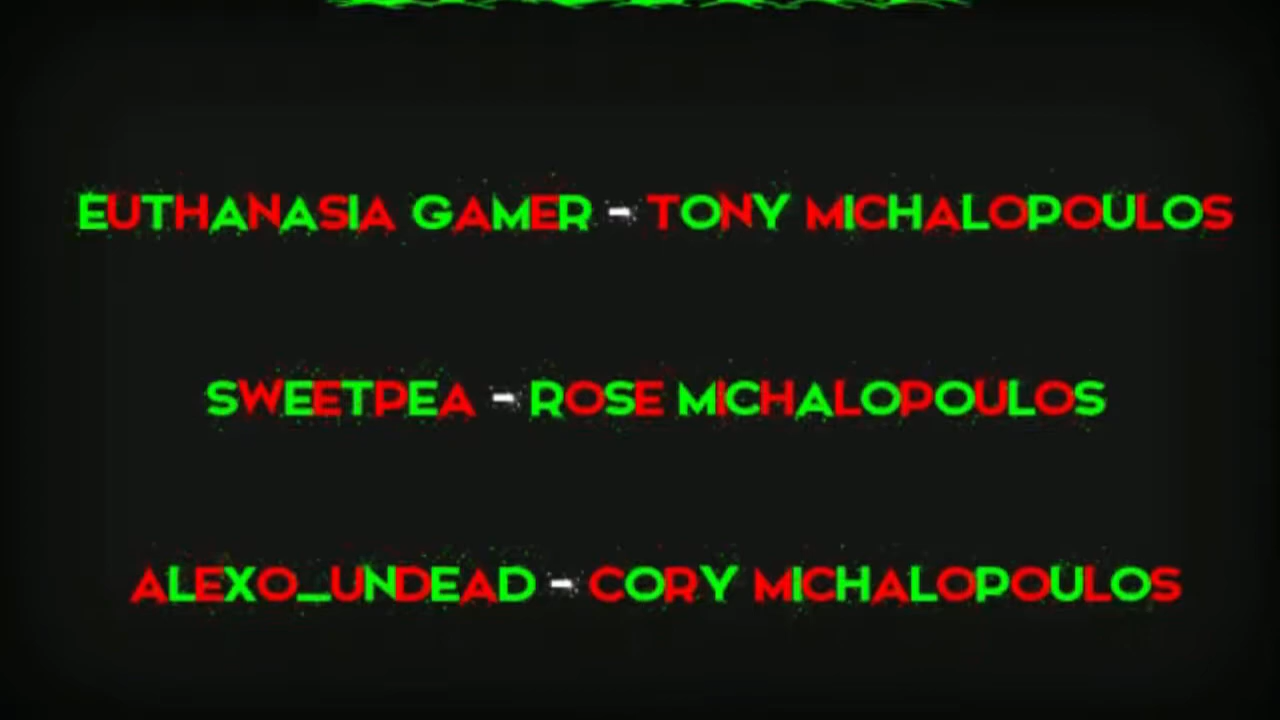 EUTHANASIA GAMER - TONY MICHALOPOULOS
SWEETPEA - ROSE MICHALOPOULOS
ALEXO_UNDEAD - CORY MICHALOPOULOS